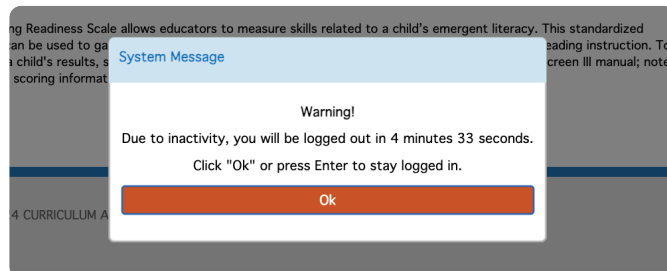 ng Readiness Scale allows educators to measure skills related to a child's emergent literacy. This standardized
can be used to ga eading instruction. To
a child's results, s creen III manual; note
scoring informat
System Message
Warning!
Due to inactivity, you will be logged out in 4 minutes 33 seconds.
Click "Ok" or press Enter to stay logged in.
Ok
4 CURRICULUM A